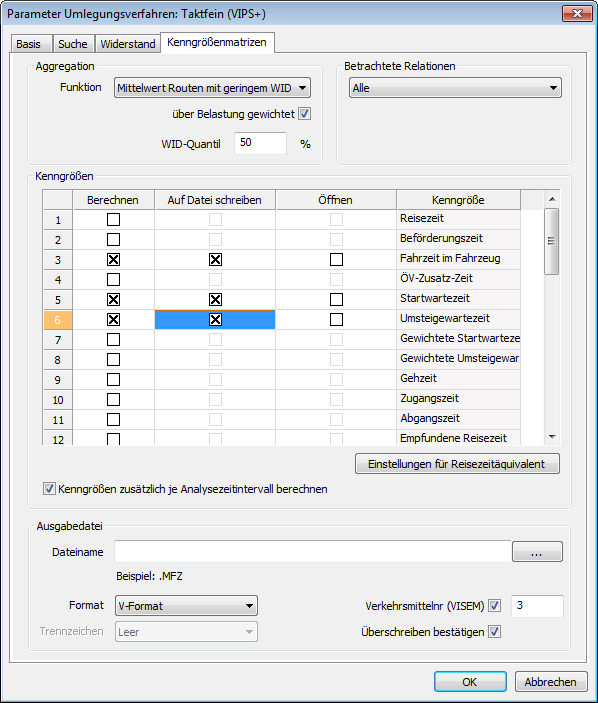 Parameter Umlegungsverfahren: Taktfein (VIPS+)
Basis Suche Widerstand Kenngrößenmatrizen
Aggregation
Funktion Mittelwert Routen mit geringem WID
über Belastung gewichtet
WID-Quantil 50 %
Betrachtete Relationen
Alle
Kenngrößen
Berechnen Auf Datei schreiben Öffnen Kenngröße
1 Reisezeit
2 Beförderungszeit
3 Fahrzeit im Fahrzeug
4 ÖV-Zusatz-Zeit
5 Startwartezeit
6 Umsteigewartezeit
7 Gewichtete Startwarteze
8 Gewichtete Umsteigewar
9 Gehzeit
10 Zugangszeit
11 Abgangszeit
12 Empfundene Reisezeit
Einstellungen für Reisezeitäquivalent
Kenngrößen zusätzlich je Analysezeitintervall berechnen
Ausgabedatei
Dateiname ...
Beispiel: .MFZ
Format V-Format Verkehrsmittelnr (VISEM) 3
Trennzeichen Leer Überschreiben bestätigen
OK Abbrechen